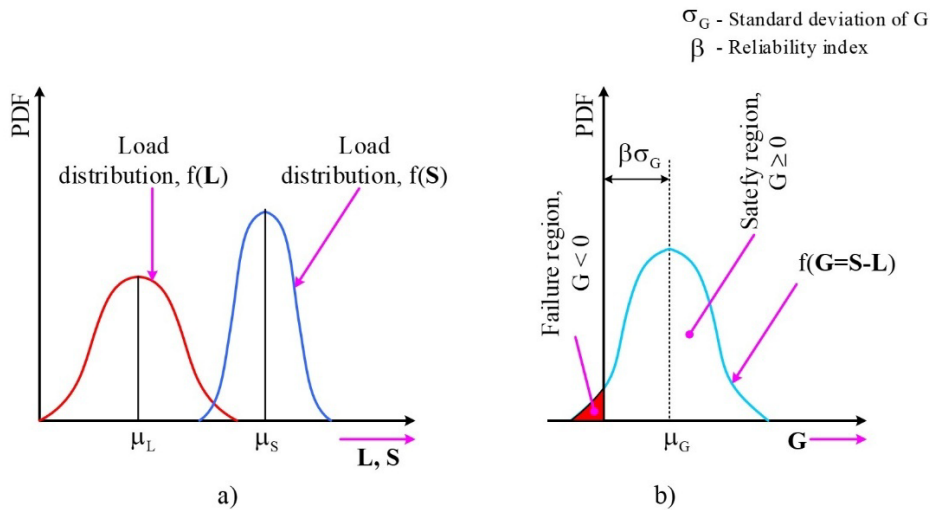 σG - Standard deviation of G
β - Reliability index
PDF
Load
distribution, f(L)
Load
distribution, f(S)
μL
μS
L, S
a)
PDF
βσG
Failure region,
G < 0
Satefy region,
G ≥ 0
f(G=S-L)
μG
G
b)